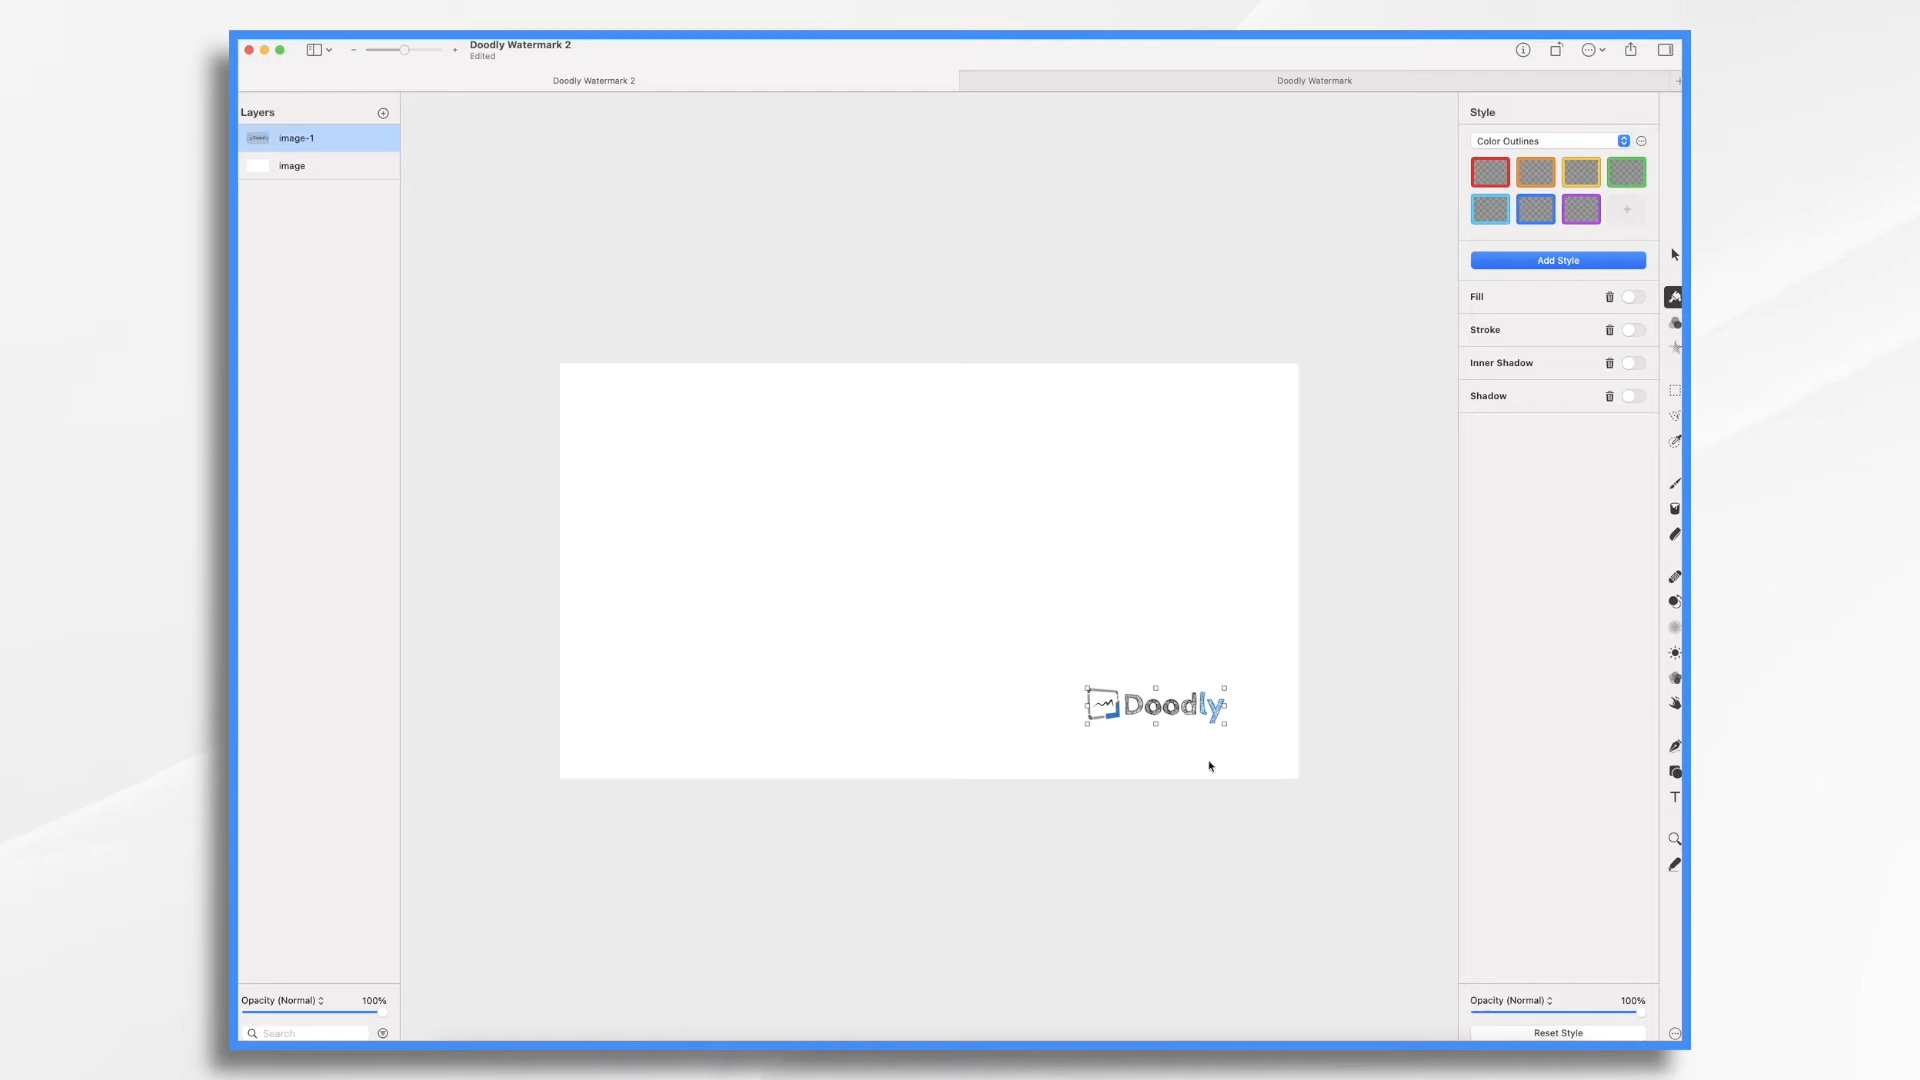 Doodly Watermark 2
Edited
Doodly Watermark 2
Doodly Watermark
Layers
image-1
image
Style
Color Outlines
Add Style
Fill
Stroke
Inner Shadow
Shadow
Doodly
Opacity (Normal)
100%
Search
Opacity (Normal)
100%
Reset Style